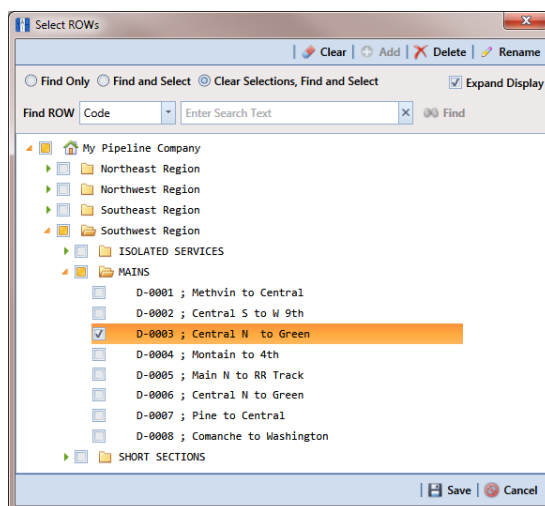 Select ROWs
Clear Add Delete Rename
Find Only Find and Select Clear Selections, Find and Select Expand Display
Find ROW Code Enter Search Text Find
My Pipeline Company
Northeast Region
Northwest Region
Southeast Region
Southwest Region
ISOLATED SERVICES
MAINS
D-0001 ; Methvin to Central
D-0002 ; Central S to W 9th
D-0003 ; Central N  to Green
D-0004 ; Montain to 4th
D-0005 ; Main N to RR Track
D-0006 ; Central N to Green
D-0007 ; Pine to Central
D-0008 ; Comanche to Washington
SHORT SECTIONS
Save Cancel